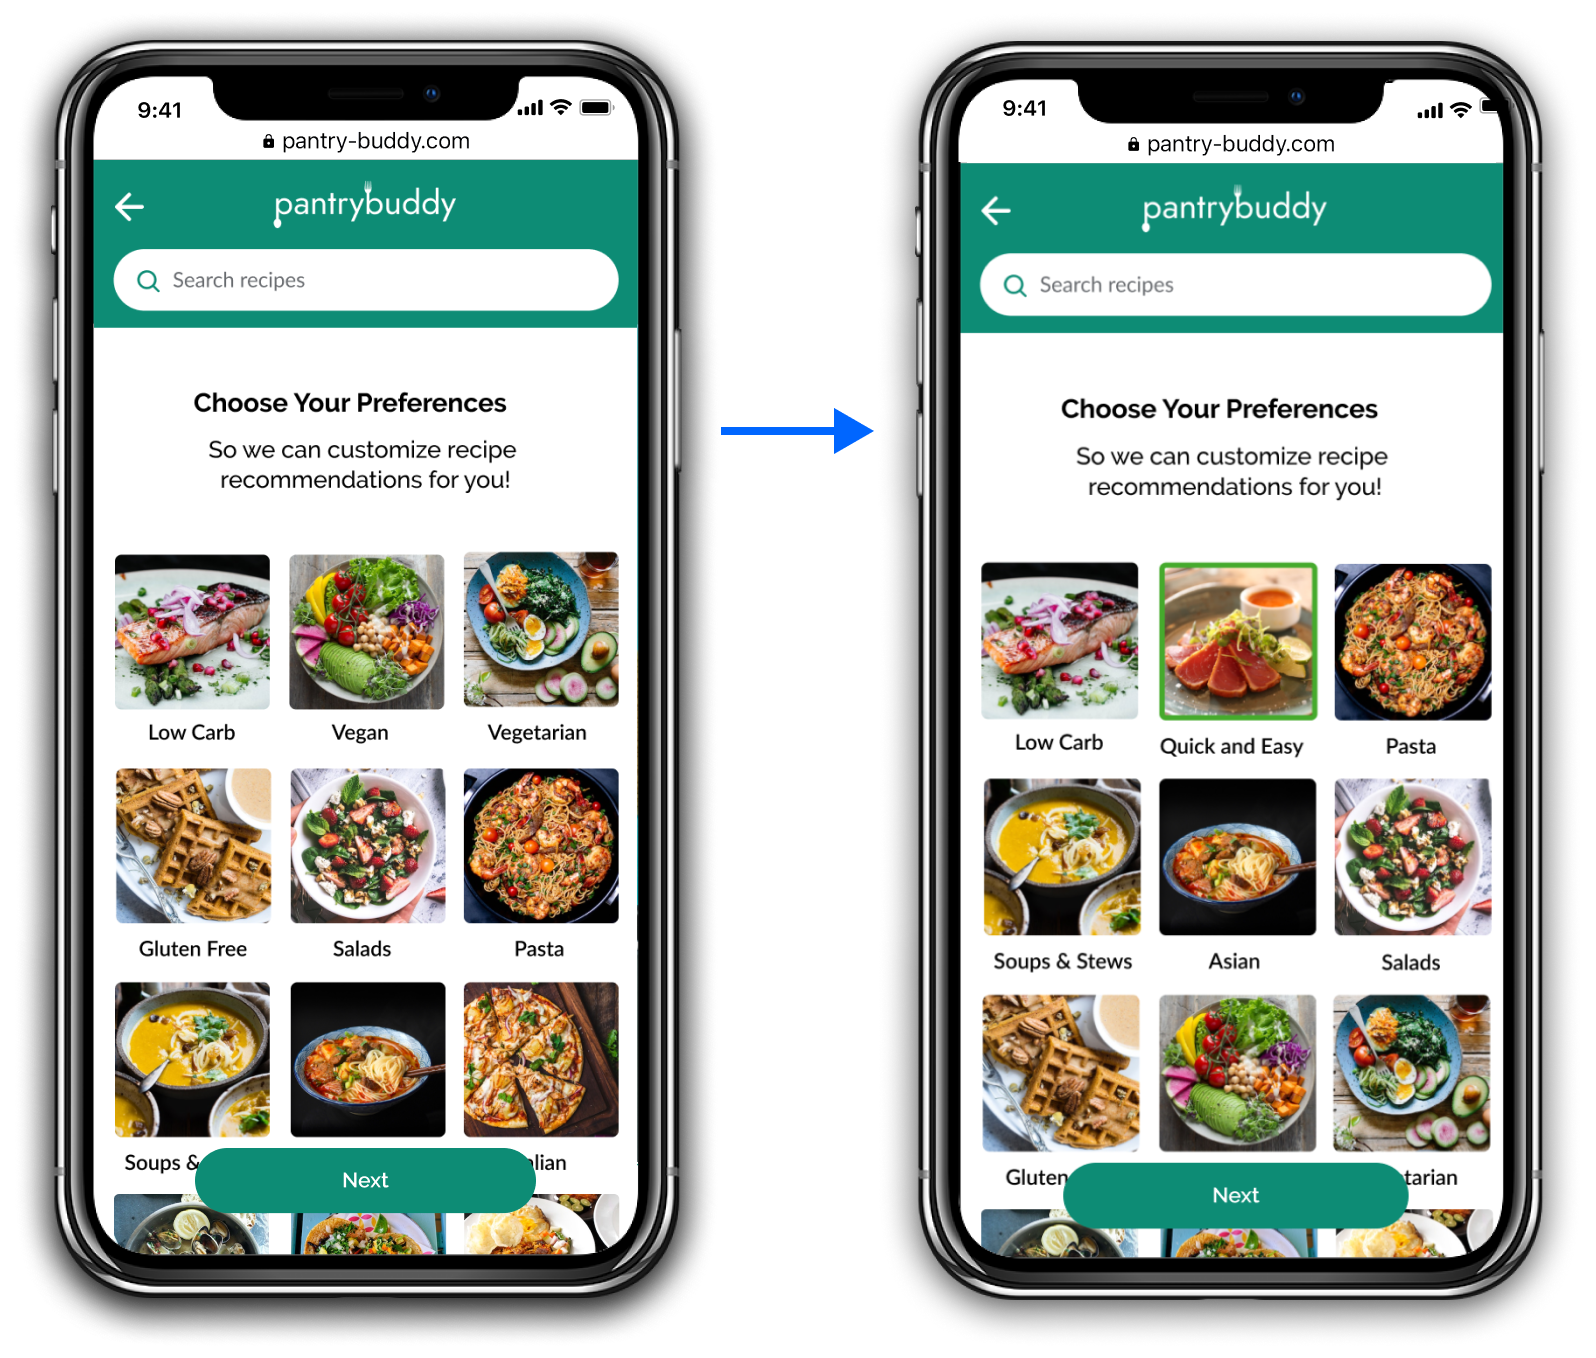 9:41
pantry-buddy.com
pantrybuddy
Search recipes
Choose Your Preferences
So we can customize recipe
recommendations for you!
Low Carb Vegan Vegetarian
Gluten Free Salads Pasta
Soups & lian
Next
9:41
pantry-buddy.com
pantrybuddy
Search recipes
Choose Your Preferences
So we can customize recipe
recommendations for you!
Low Carb Quick and Easy Pasta
Soups & Stews Asian Salads
Gluten tarian
Next